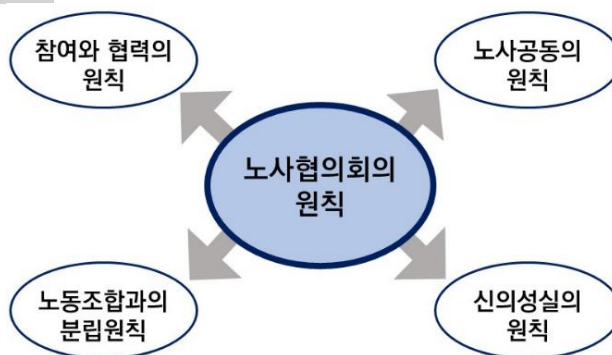 참여와 협력의
원칙
노사공동의
원칙
노사협의회의
원칙
노동조합과의
분립원칙
신의성실의
원칙